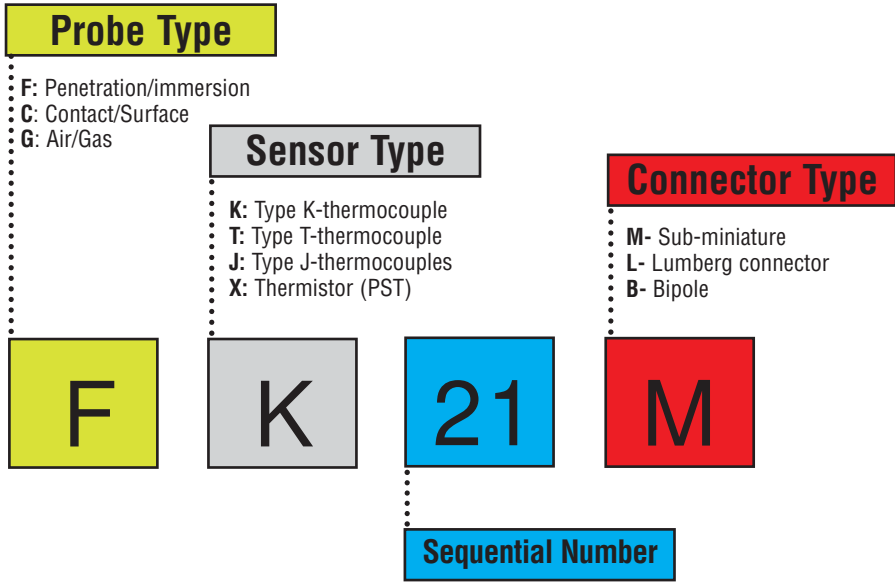 Probe Type
F: Penetration/immersion
C: Contact/Surface
G: Air/Gas
Sensor Type
K: Type K-thermocouple
T: Type T-thermocouple
J: Type J-thermocouples
X: Thermistor (PST)
Connector Type
M- Sub-miniature
L- Lumberg connector
B- Bipole
F K 21 M
Sequential Number